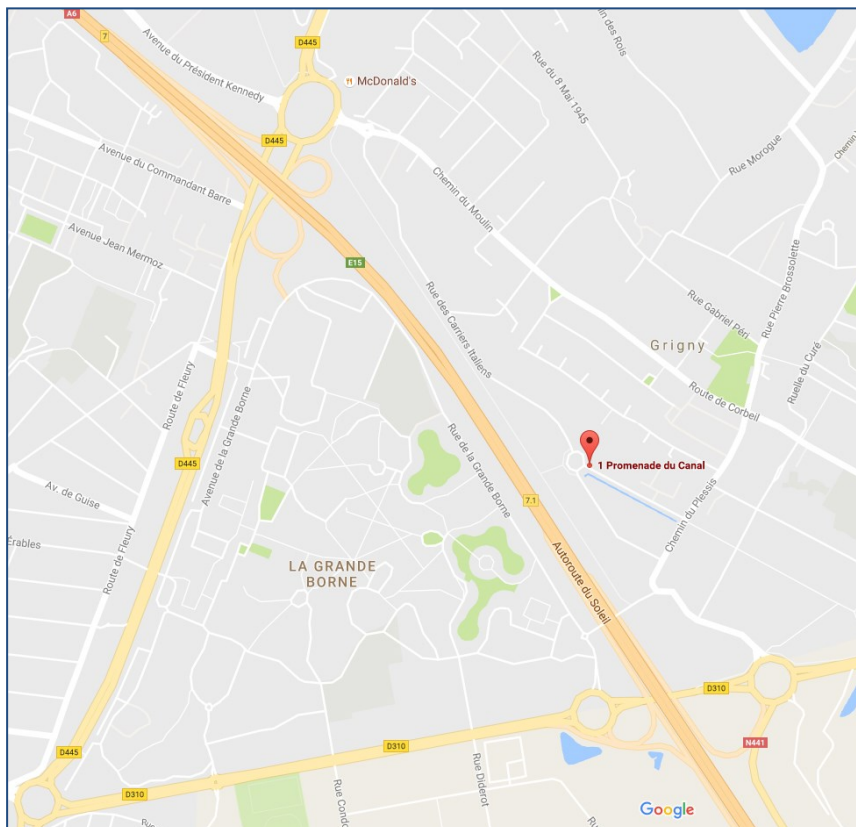 A6
7
D445
Avenue du Président Kennedy
McDonald's
D445
Chemin des Rois
Rue du 8 Mai 1945
Rue Morogue
Chemin
Avenue du Commandant Barre
Chemin du Moulin
Avenue Jean Mermoz
E15
Rue des Carriers Italiens
Rue Pierre Brossolette
Rue Gabriel Péri
Grigny
Ruelle du Curé
Route de Corbeil
Route de Fleury
Avenue de la Grande Borne
Rue de la Grande Borne
D445
1 Promenade du Canal
Av. de Guise
7.1
Chemin du Plessis
Érables
Route de Fleury
Autoroute du Soleil
LA GRANDE
BORNE
D310
D310
N441
D445
D310
D310
Rue Diderot
Rue Condo
Google